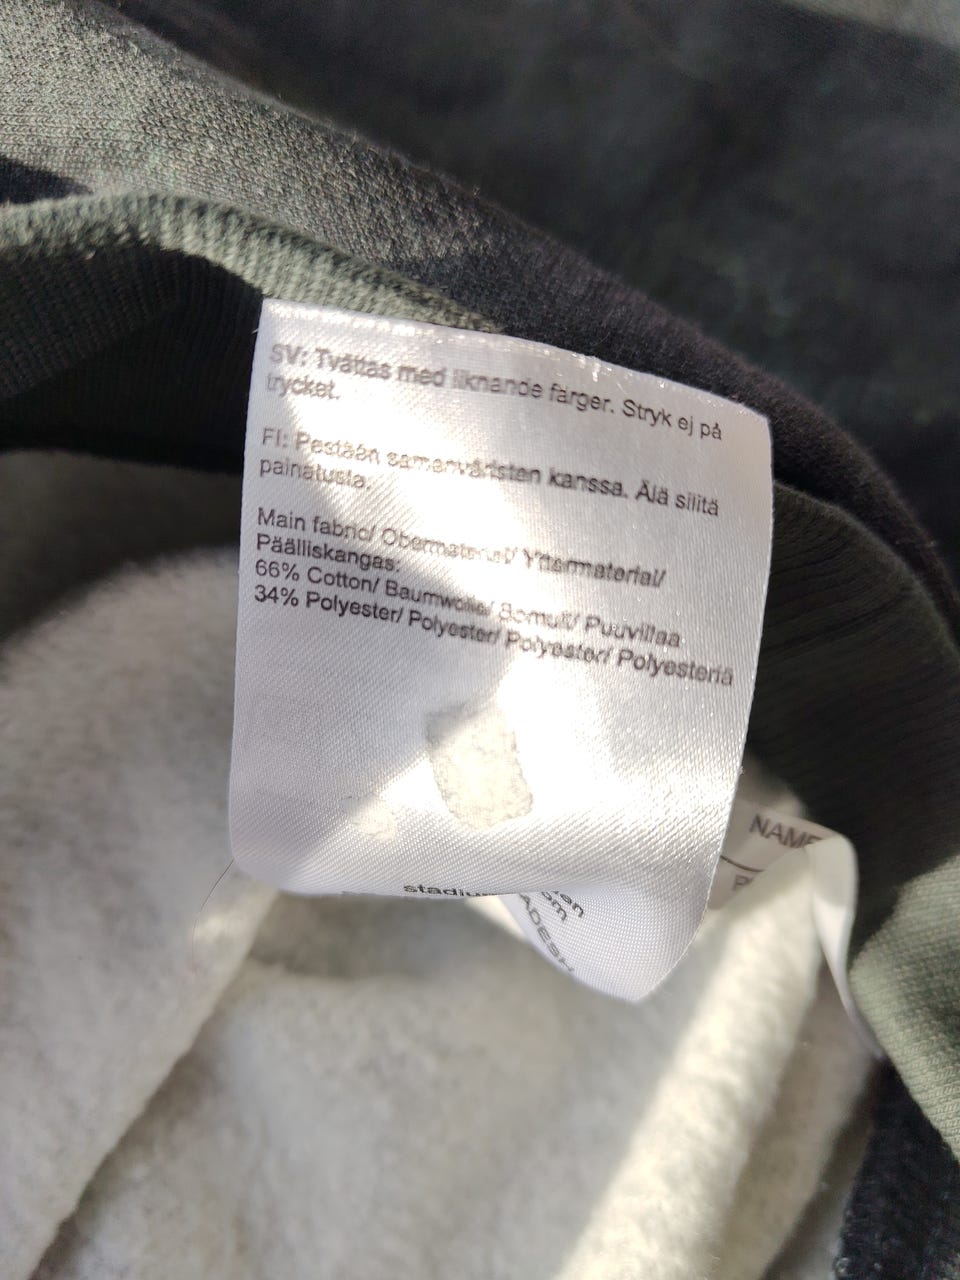 SV: Tvättas med liknande färger. Stryk ej på
trycket.
FI: Pestään samanväristen kanssa. Älä silitä
painatusta.
Main fabric/ Obermaterial/ Yttermaterial/
Päälliskangas:
66% Cotton/ Baumwolle/ Bomull/ Puuvillaa
34% Polyester/ Polyester/ Polyester/ Polyesteriä
NAME